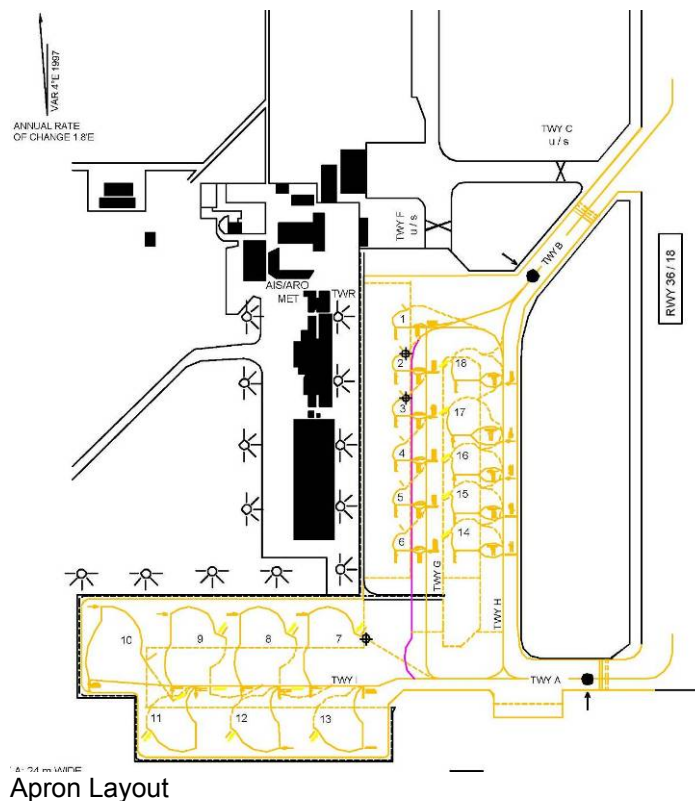 VAR 4°E 1997
ANNUAL RATE
OF CHANGE 1.8'E
TWY C
u / s
TWY F
u / s
TWY B
RWY 36 / 18
AIS/ARO
MET
TWR
1
2
18
3
17
4
16
5
15
6
14
TWY G
TWY H
10
9
8
7
TWY I
TWY A
11
12
13
A: 24 m WIDE
Apron Layout